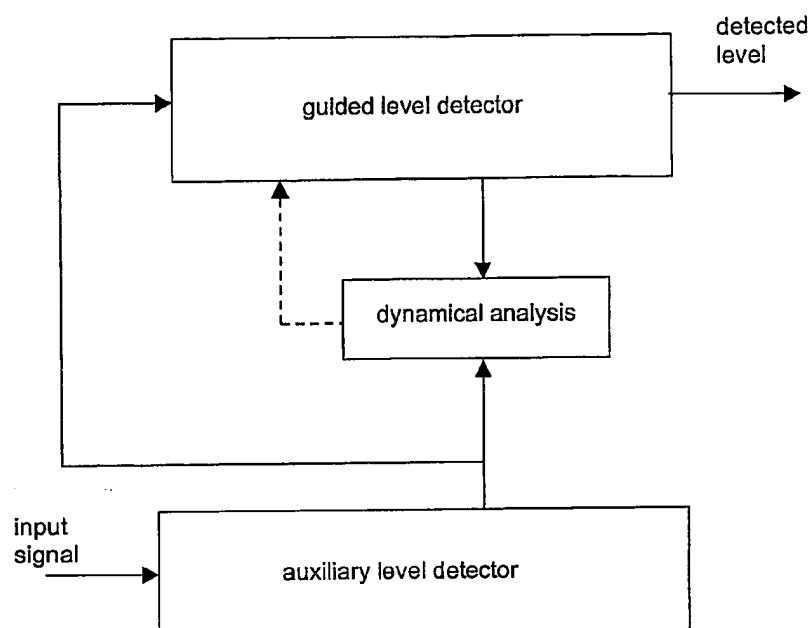 detected
level
guided level detector
dynamical analysis
input
signal
auxiliary level detector